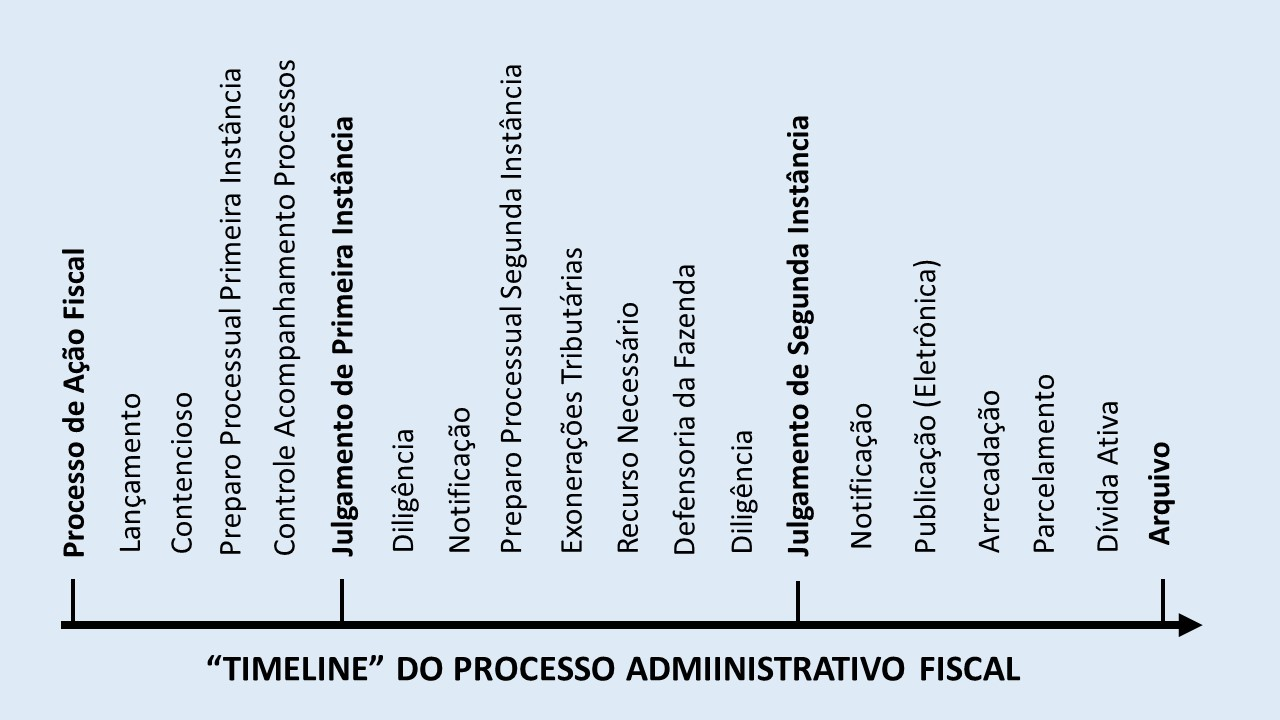 Processo de Ação Fiscal
Lançamento
Contencioso
Preparo Processual Primeira Instância
Controle Acompanhamento Processos
Julgamento de Primeira Instância
Diligência
Notificação
Preparo Processual Segunda Instância
Exonerações Tributárias
Recurso Necessário
Defensoria da Fazenda
Diligência
Julgamento de Segunda Instância
Notificação
Publicação (Eletrônica)
Arrecadação
Parcelamento
Dívida Ativa
Arquivo
“TIMELINE” DO PROCESSO ADMIINISTRATIVO FISCAL